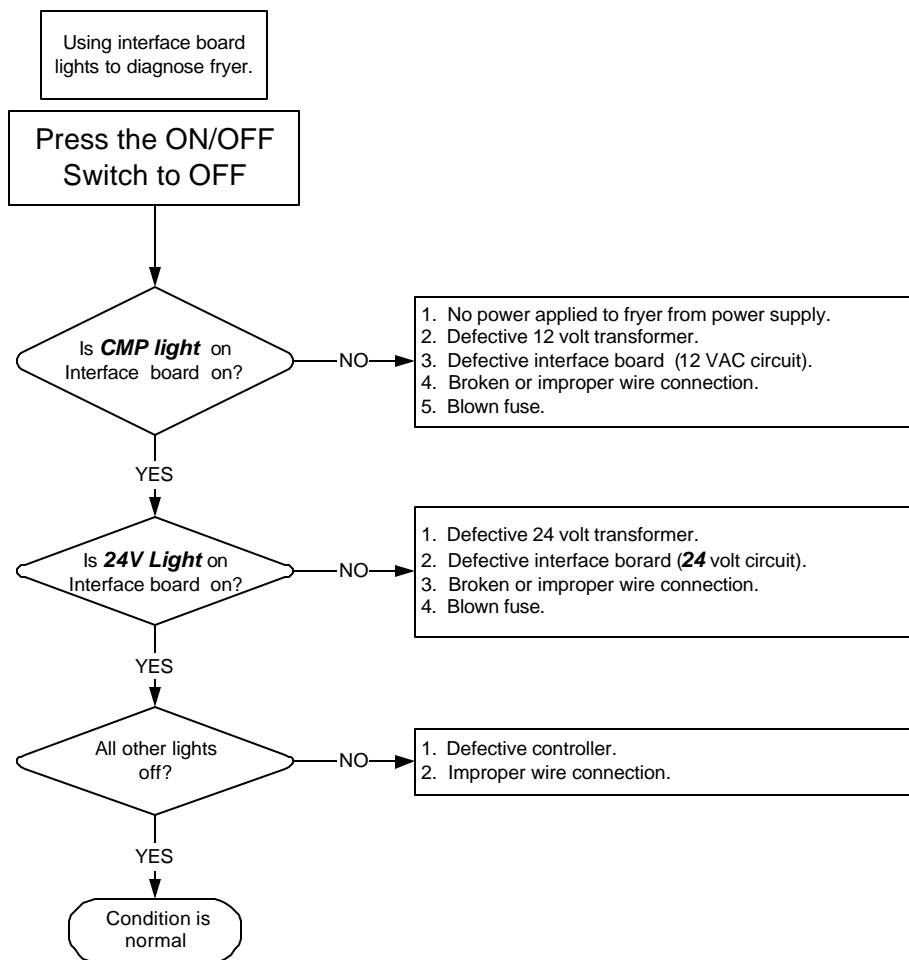 Using interface board
lights to diagnose fryer.
Press the ON/OFF
Switch to OFF
Is CMP light on
Interface board on?
NO
1. No power applied to fryer from power supply.
2. Defective 12 volt transformer.
3. Defective interface board (12 VAC circuit).
4. Broken or improper wire connection.
5. Blown fuse.
YES
Is 24V Light on
Interface board on?
NO
1. Defective 24 volt transformer.
2. Defective interface borard (24 volt circuit).
3. Broken or improper wire connection.
4. Blown fuse.
YES
All other lights
off?
NO
1. Defective controller.
2. Improper wire connection.
YES
Condition is
normal